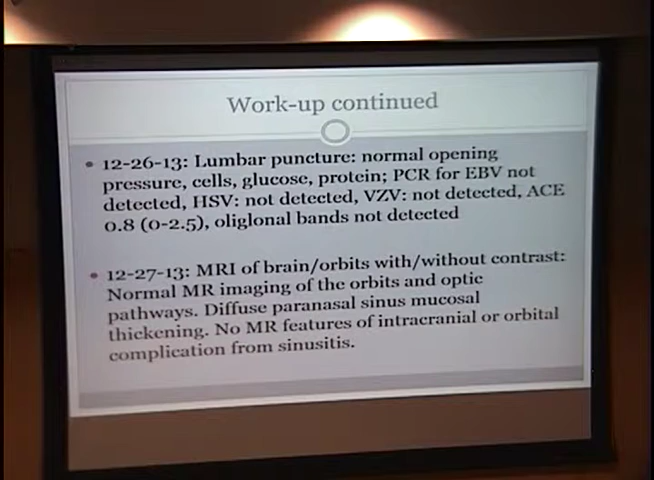 Work-up continued
• 12-26-13: Lumbar puncture: normal opening
pressure, cells, glucose, protein; PCR for EBV not
detected, HSV: not detected, VZV: not detected, ACE
0.8 (0-2.5), oliglonal bands not detected
• 12-27-13: MRI of brain/orbits with/without contrast:
Normal MR imaging of the orbits and optic
pathways. Diffuse paranasal sinus mucosal
thickening. No MR features of intracranial or orbital
complication from sinusitis.